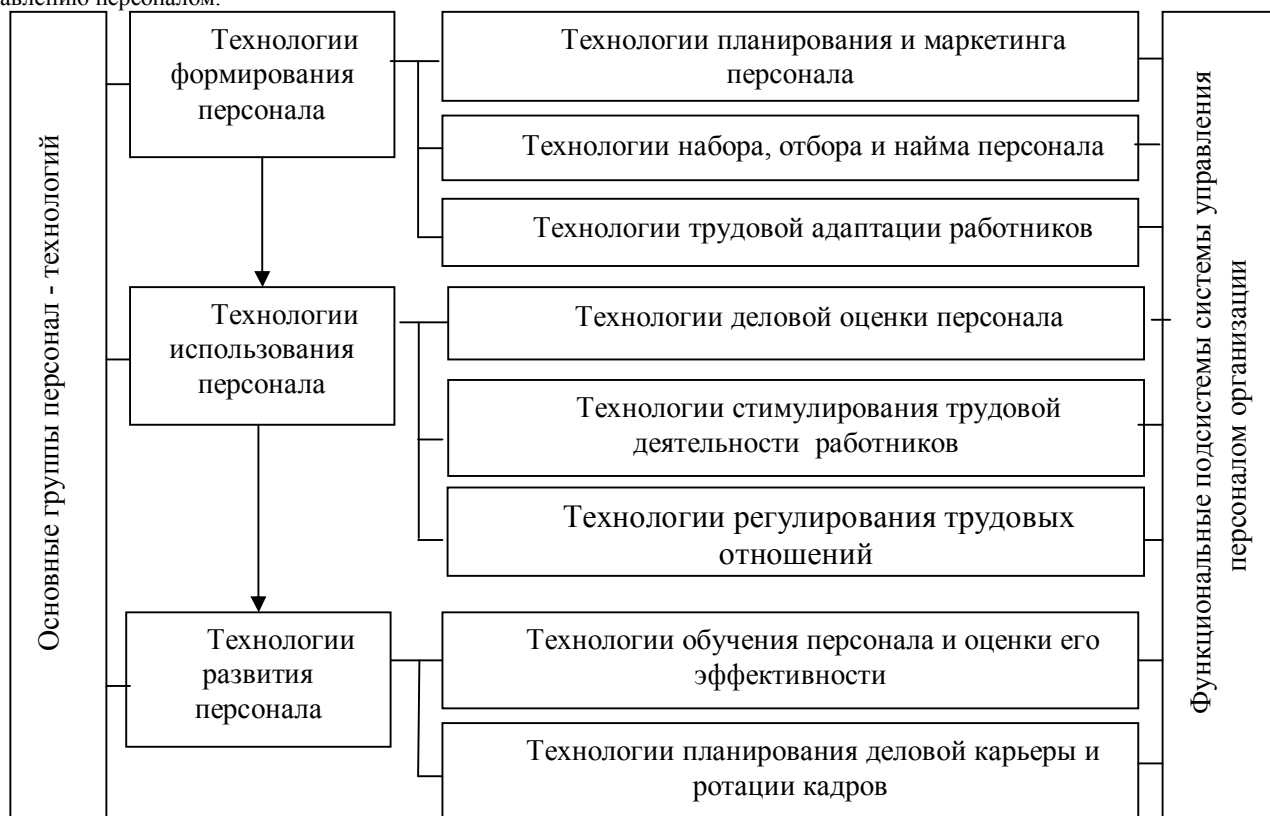 авлению персоналом.
Основные группы персонал - технологий
Технологии
формирования
персонала
Технологии планирования и маркетинга
персонала
Технологии набора, отбора и найма персонала
Технологии трудовой адаптации работников
Технологии
использования
персонала
Технологии деловой оценки персонала
Технологии стимулирования трудовой
деятельности работников
Технологии регулирования трудовых
отношений
Технологии
развития
персонала
Технологии обучения персонала и оценки его
эффективности
Технологии планирования деловой карьеры и
ротации кадров
Функциональные подсистемы системы управления
персоналом организации